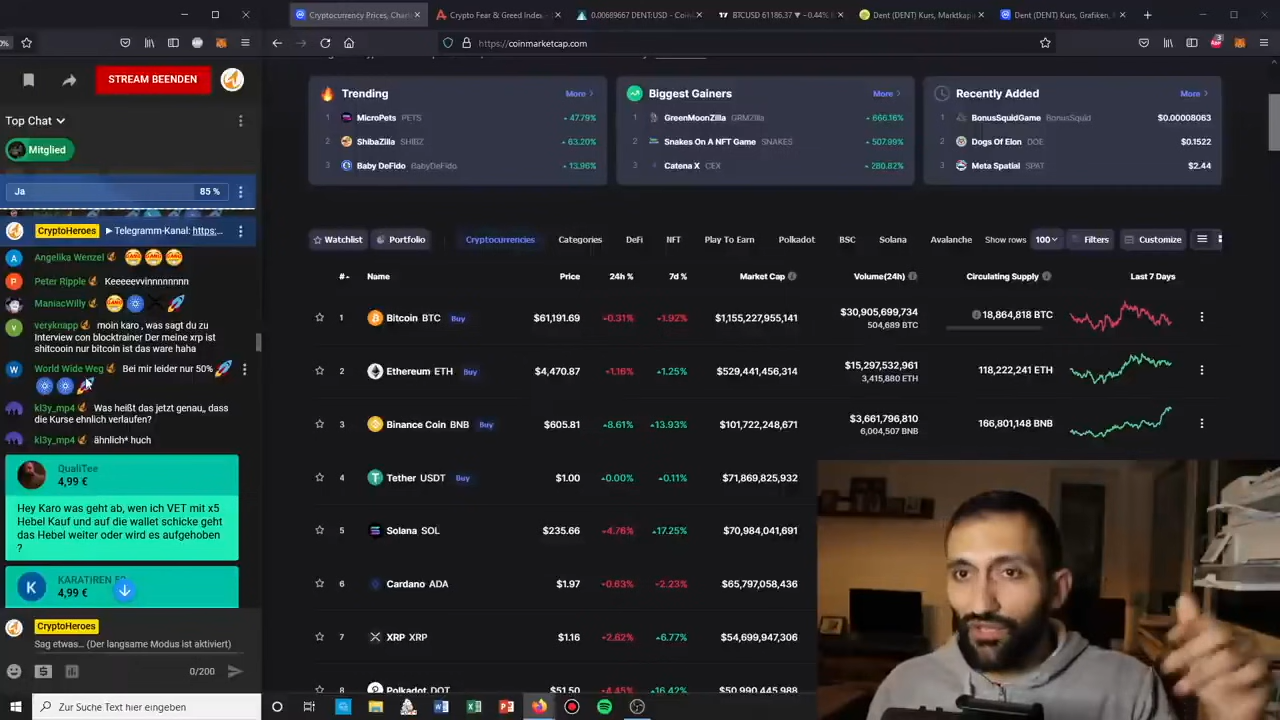 Cryptocurrency Prices, Chart
Crypto Fear & Greed Index
0.00689667 DENT:USD - Coin
BTCUSD 61186.37 ▼ −0.44%
Dent (DENT) Kurs, Marktkap
Dent (DENT) Kurs, Grafiken,
https://coinmarketcap.com
STREAM BEENDEN
Top Chat
Mitglied
Ja 85 %
CryptoHeroes ▶ Telegramm-Kanal: https:...
Angelika Wenzel
Peter Ripple Keeeeevvinnnnnnn
ManiacWilly
veryknapp moin karo , was sagt du zu
Interview con blocktrainer Der meine xrp ist
shitcooin nur bitcoin ist das ware haha
World Wide Weg Bei mir leider nur 50%
kl3y_mp4 Was heißt das jetzt genau,, dass
die Kurse ehnlich verlaufen?
kl3y_mp4 ähnlich* huch
QualiTee
4,99 €
Hey Karo was geht ab, wen ich VET mit x5
Hebel Kauf und auf die wallet schicke geht
das Hebel weiter oder wird es aufgehoben
?
KARATIREN
4,99 €
CryptoHeroes
Sag etwas... (Der langsame Modus ist aktiviert)
0/200
Zur Suche Text hier eingeben
Trending More
1 MicroPets PETS 47.79%
2 ShibaZilla SHIBZ 63.20%
3 Baby DeFido BabyDeFido 13.96%
Biggest Gainers More
1 GreenMoonZilla GRMZilla 666.16%
2 Snakes On A NFT Game SNAKES 507.99%
3 Catena X CEX 280.82%
Recently Added More
1 BonusSquidGame BonusSquid $0.00008063
2 Dogs Of Elon DOE $0.1522
3 Meta Spatial SPAT $2.44
Watchlist Portfolio Cryptocurrencies Categories DeFi NFT Play To Earn Polkadot BSC Solana Avalanche Show rows 100 Filters Customize
# Name Price 24h % 7d % Market Cap Volume(24h) Circulating Supply Last 7 Days
1 Bitcoin BTC Buy $61,191.69 0.31% 1.92% $1,155,227,955,141 $30,905,699,734 18,864,818 BTC
504,689 BTC
2 Ethereum ETH Buy $4,470.87 1.16% 1.25% $529,441,456,314 $15,297,532,961 118,222,241 ETH
3,415,880 ETH
3 Binance Coin BNB Buy $605.81 8.61% 13.93% $101,722,248,671 $3,661,796,810 166,801,148 BNB
6,004,507 BNB
4 Tether USDT Buy $1.00 0.00% 0.11% $71,869,825,932
5 Solana SOL $235.66 4.76% 17.25% $70,984,041,691
6 Cardano ADA $1.97 0.63% 2.23% $65,797,058,436
7 XRP XRP $1.16 2.62% 6.77% $54,699,947,306
8 Polkadot DOT $51.50 4.45% 16.42% $50,990,445,988